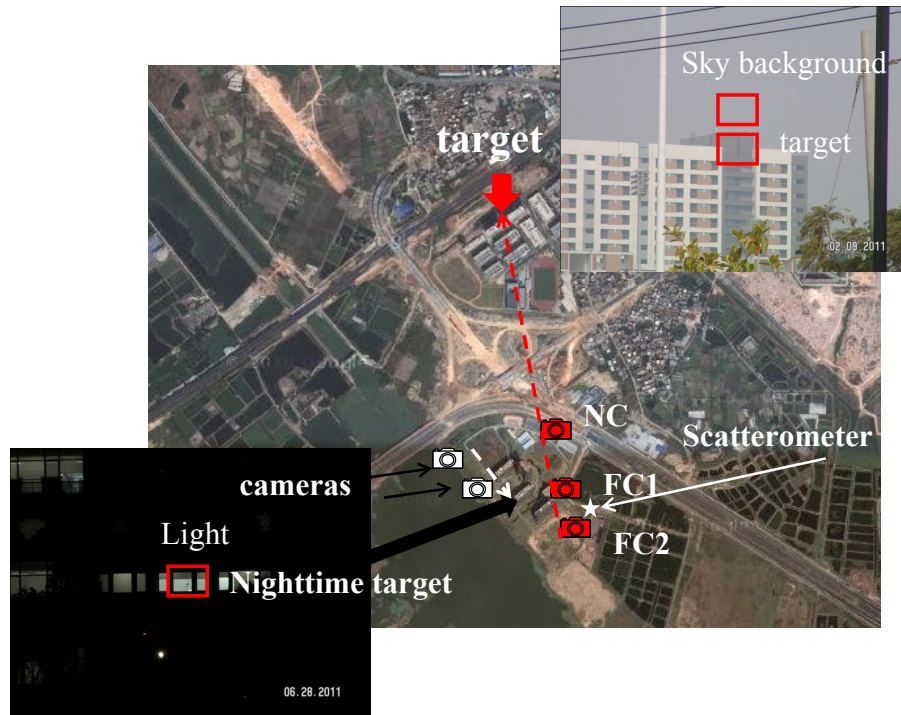 Sky background
target
target
02.09.2011
NC
Scatterometer
cameras
FC1
Light
FC2
Nighttime target
06.28.2011